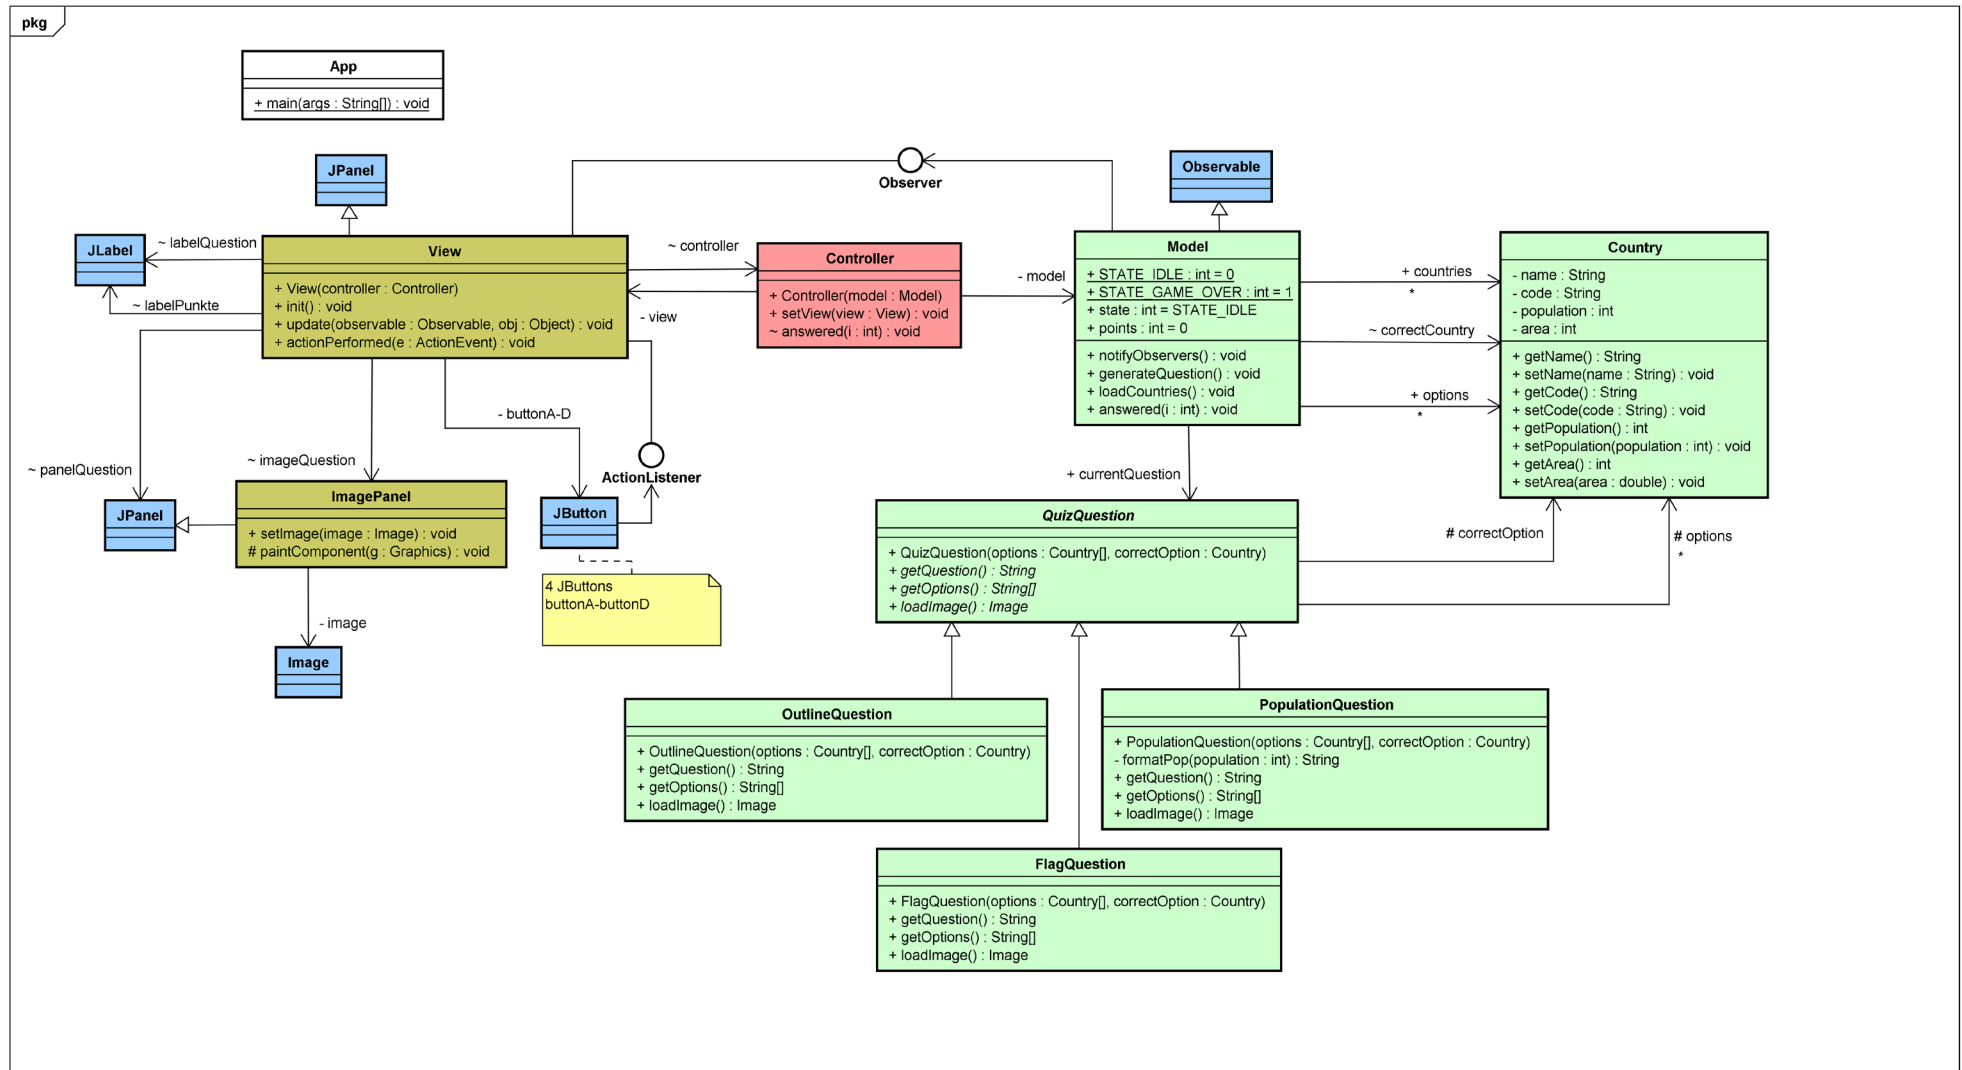 pkg
App
+ main(args : String[]) : void
JPanel
Observer
Observable
JLabel
~ labelQuestion
~ labelPunkte
View
+ View(controller : Controller)
+ init() : void
+ update(observable : Observable, obj : Object) : void
+ actionPerformed(e : ActionEvent) : void
~ controller
- view
Controller
+ Controller(model : Model)
+ setView(view : View) : void
~ answered(i : int) : void
- model
Model
+ STATE_IDLE : int = 0
+ STATE_GAME_OVER : int = 1
+ state : int = STATE_IDLE
+ points : int = 0
+ notifyObservers() : void
+ generateQuestion() : void
+ loadCountries() : void
+ answered(i : int) : void
+ countries
*
~ correctCountry
+ options
*
Country
- name : String
- code : String
- population : int
- area : int
+ getName() : String
+ setName(name : String) : void
+ getCode() : String
+ setCode(code : String) : void
+ getPopulation() : int
+ setPopulation(population : int) : void
+ getArea() : int
+ setArea(area : double) : void
~ panelQuestion
~ imageQuestion
- buttonA-D
ActionListener
+ currentQuestion
JPanel
ImagePanel
+ setImage(image : Image) : void
# paintComponent(g : Graphics) : void
JButton
4 JButtons
buttonA-buttonD
- image
Image
QuizQuestion
+ QuizQuestion(options : Country[], correctOption : Country)
+ getQuestion() : String
+ getOptions() : String[]
+ loadImage() : Image
# correctOption
# options
*
OutlineQuestion
+ OutlineQuestion(options : Country[], correctOption : Country)
+ getQuestion() : String
+ getOptions() : String[]
+ loadImage() : Image
PopulationQuestion
+ PopulationQuestion(options : Country[], correctOption : Country)
- formatPop(population : int) : String
+ getQuestion() : String
+ getOptions() : String[]
+ loadImage() : Image
FlagQuestion
+ FlagQuestion(options : Country[], correctOption : Country)
+ getQuestion() : String
+ getOptions() : String[]
+ loadImage() : Image